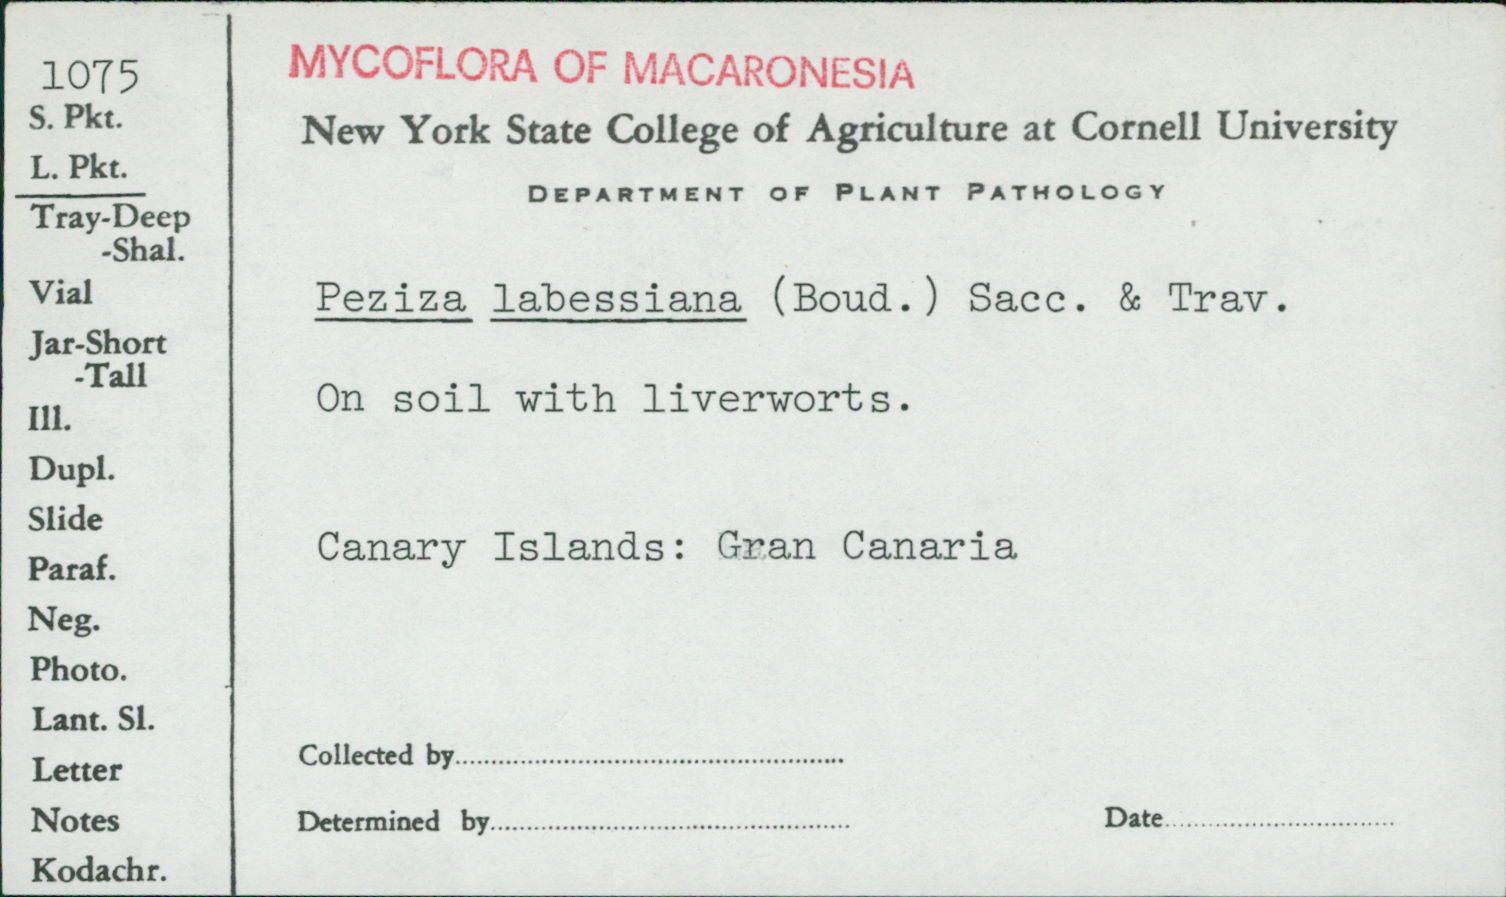 1075
S. Pkt.
L. Pkt.
Tray-Deep
-Shal.
Vial
Jar-Short
-Tall
Ill.
Dupl.
Slide
Paraf.
Neg.
Photo.
Lant. Sl.
Letter
Notes
Kodachr.
MYCOFLORA OF MACARONESIA
New York State College of Agriculture at Cornell University
DEPARTMENT OF PLANT PATHOLOGY
Peziza labessiana (Boud.) Sacc. & Trav.
On soil with liverworts.
Canary Islands: Gran Canaria
Collected by
Determined by
Date